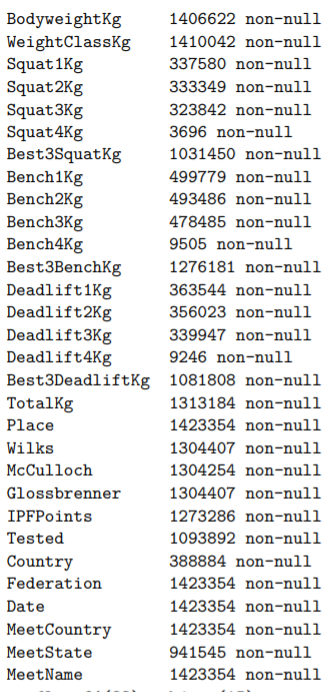 BodyweightKg 1406622 non-null
WeightClassKg 1410042 non-null
Squat1Kg 337580 non-null
Squat2Kg 333349 non-null
Squat3Kg 323842 non-null
Squat4Kg 3696 non-null
Best3SquatKg 1031450 non-null
Bench1Kg 499779 non-null
Bench2Kg 493486 non-null
Bench3Kg 478485 non-null
Bench4Kg 9505 non-null
Best3BenchKg 1276181 non-null
Deadlift1Kg 363544 non-null
Deadlift2Kg 356023 non-null
Deadlift3Kg 339947 non-null
Deadlift4Kg 9246 non-null
Best3DeadliftKg 1081808 non-null
TotalKg 1313184 non-null
Place 1423354 non-null
Wilks 1304407 non-null
McCulloch 1304254 non-null
Glossbrenner 1304407 non-null
IPFPoints 1273286 non-null
Tested 1093892 non-null
Country 388884 non-null
Federation 1423354 non-null
Date 1423354 non-null
MeetCountry 1423354 non-null
MeetState 941545 non-null
MeetName 1423354 non-null